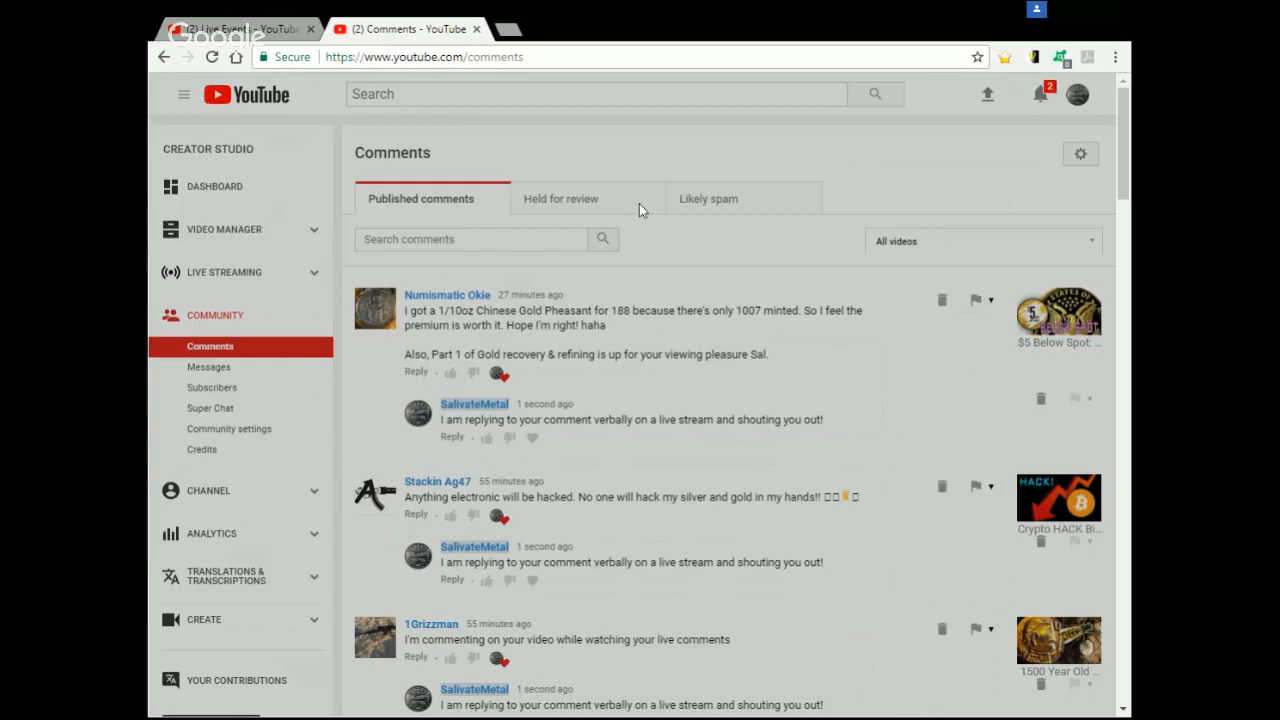 (2) Live Events - YouTube
(2) Comments - YouTube
Google
Secure
https://www.youtube.com/comments
0
YouTube
Search
2
CREATOR STUDIO
DASHBOARD
VIDEO MANAGER
LIVE STREAMING
COMMUNITY
Comments
Messages
Subscribers
Super Chat
Community settings
Credits
CHANNEL
ANALYTICS
TRANSLATIONS &
TRANSCRIPTIONS
CREATE
YOUR CONTRIBUTIONS
Comments
Published comments
Held for review
Likely spam
Search comments
All videos
Numismatic Okie 27 minutes ago
I got a 1/10oz Chinese Gold Pheasant for 188 because there's only 1007 minted. So I feel the
premium is worth it. Hope I'm right! haha
Also, Part 1 of Gold recovery & refining is up for your viewing pleasure Sal.
Reply
$5
BELOW SPOT
$5 Below Spot: ...
SalivateMetal 1 second ago
I am replying to your comment verbally on a live stream and shouting you out!
Reply
Stackin Ag47 55 minutes ago
Anything electronic will be hacked. No one will hack my silver and gold in my hands!!
Reply
HACK!
Crypto HACK Bi...
SalivateMetal 1 second ago
I am replying to your comment verbally on a live stream and shouting you out!
Reply
1Grizzman 55 minutes ago
I'm commenting on your video while watching your live comments
Reply
1500 Year Old ...
SalivateMetal 1 second ago
I am replying to your comment verbally on a live stream and shouting you out!